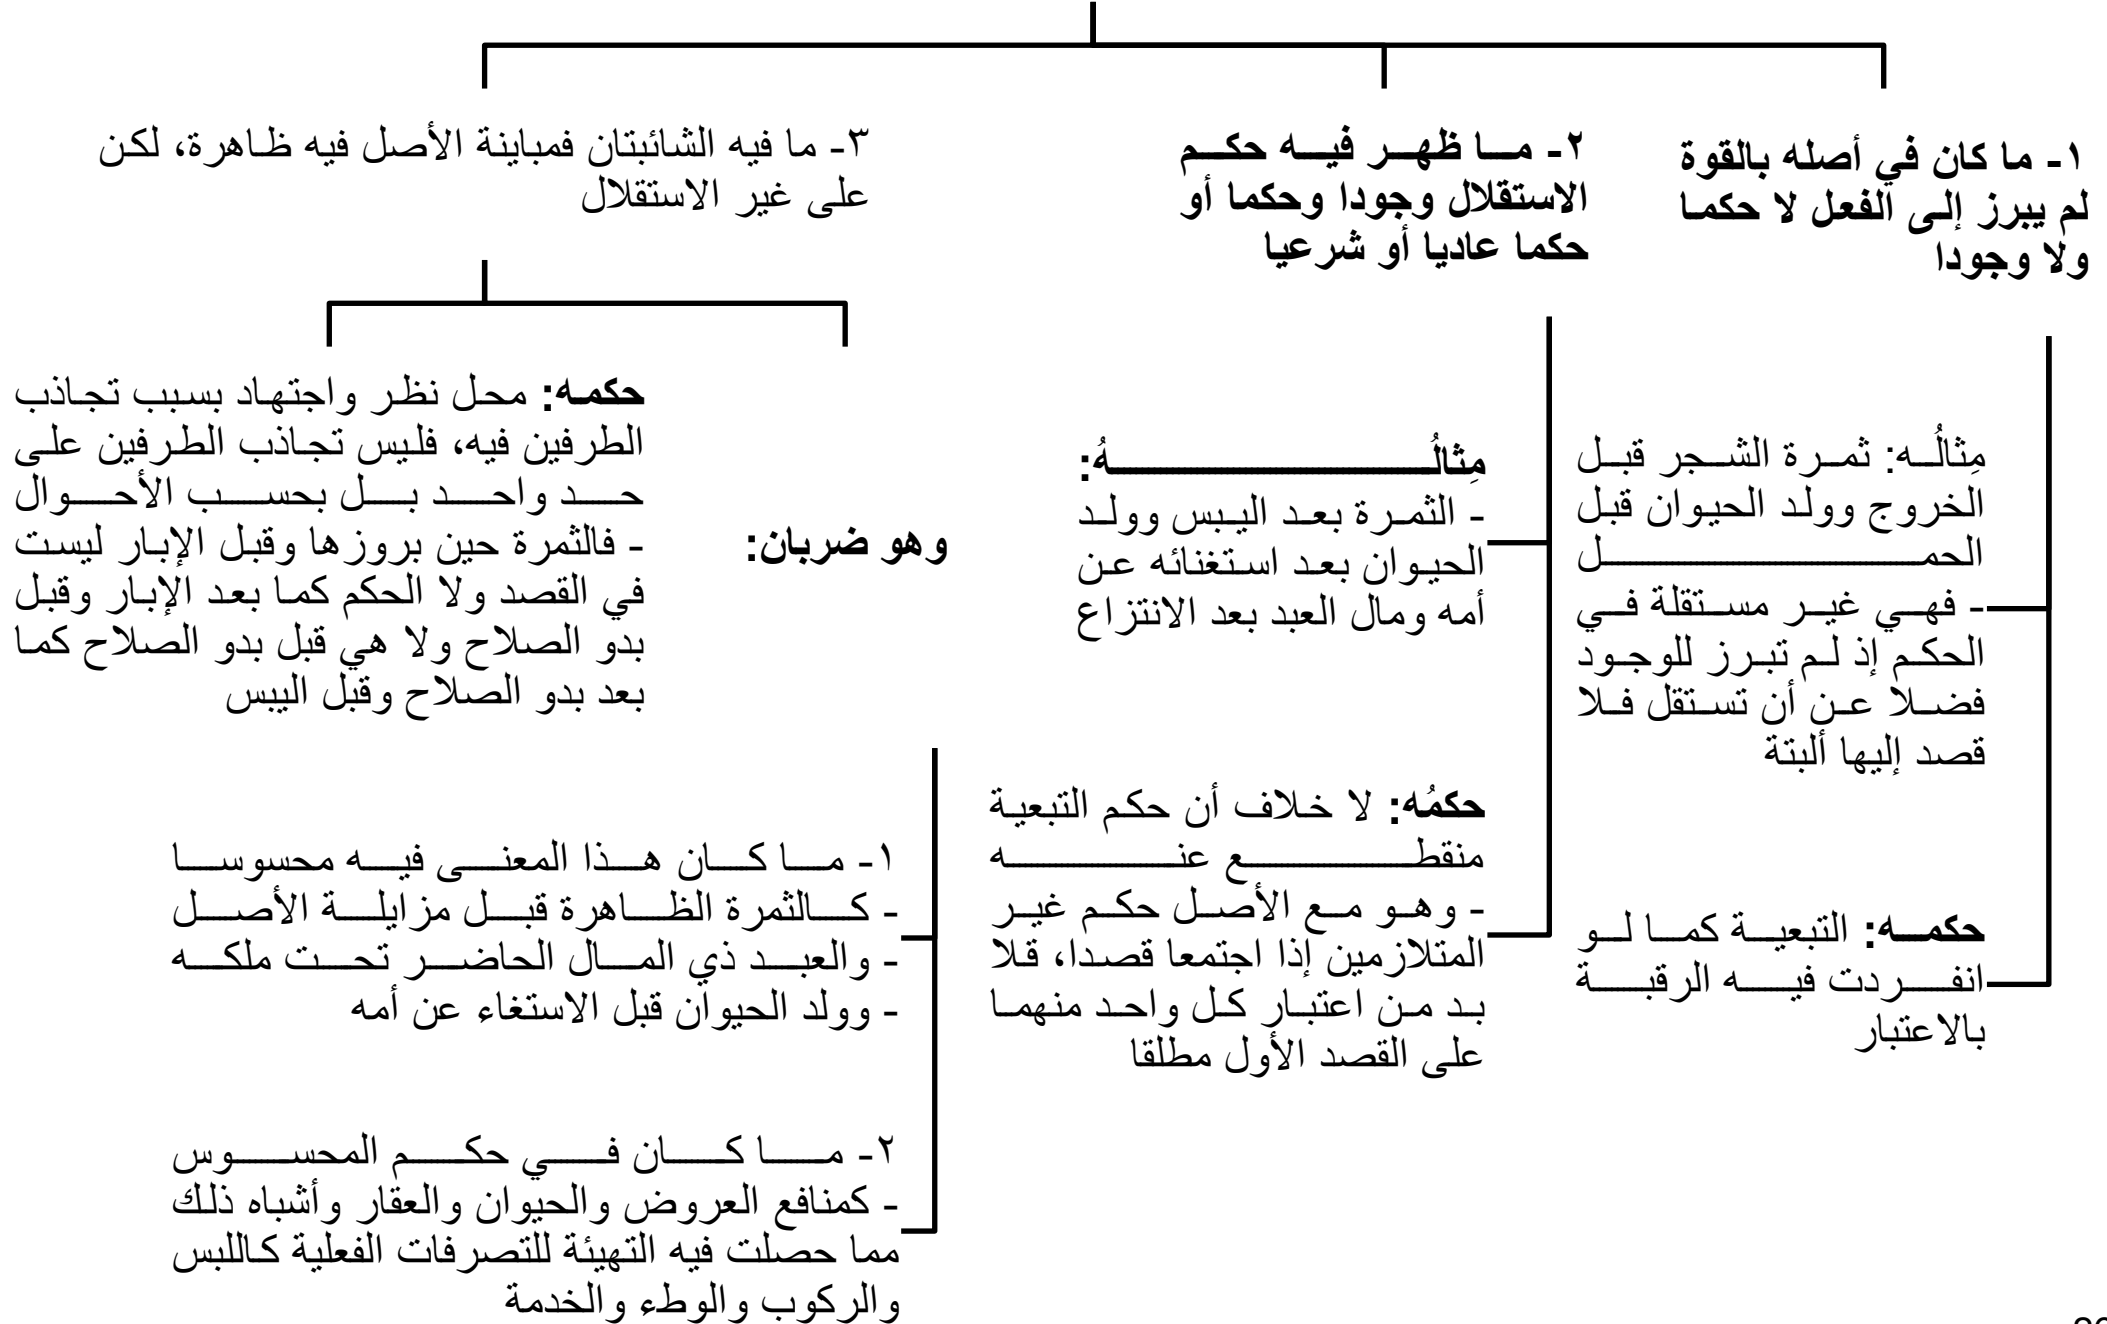 ١- ما كان في أصله بالقوة
لم يبرز إلى الفعل لا حكما
ولا وجودا
مِثالُه: ثمرة الشجر قبل
الخروج وولد الحيوان قبل
الحمل
- فهي غير مستقلة في
الحكم إذ لم تبرز للوجود
فضلا عن أن تستقل فلا
قصد إليها ألبتة
حكمه: التبعية كما لو
انفردت فيه الرقبة
بالاعتبار
٢- ما ظهر فيه حكم
الاستقلال وجودا وحكما أو
حكما عاديا أو شرعيا
مِثالُهُ:
- الثمرة بعد اليبس وولد
الحيوان بعد استغنائه عن
أمه ومال العبد بعد الانتزاع
حكمُه: لا خلاف أن حكم التبعية
منقطع عنه
- وهو مع الأصل حكم غير
المتلازمين إذا اجتمعا قصدا، فلا
بد من اعتبار كل واحد منهما
على القصد الأول مطلقا
٣- ما فيه الشائبتان فمباينة الأصل فيه ظاهرة، لكن
على غير الاستقلال
وهو ضربان:
١- ما كان هذا المعنى فيه محسوسا
- كالثمرة الظاهرة قبل مزايلة الأصل
- والعبد ذي المال الحاضر تحت ملكه
- وولد الحيوان قبل الاستغاء عن أمه
٢- ما كان في حكم المحسوس
- كمنافع العروض والحيوان والعقار وأشباه ذلك
مما حصلت فيه التهيئة للتصرفات الفعلية كاللبس
والركوب والوطء والخدمة
حكمه: محل نظر واجتهاد بسبب تجاذب
الطرفين فيه، فليس تجاذب الطرفين على
حد واحد بل بحسب الأحوال
- فالثمرة حين بروزها وقبل الإبار ليست
في القصد ولا الحكم كما بعد الإبار وقبل
بدو الصلاح ولا هي قبل بدو الصلاح كما
بعد بدو الصلاح وقبل اليبس